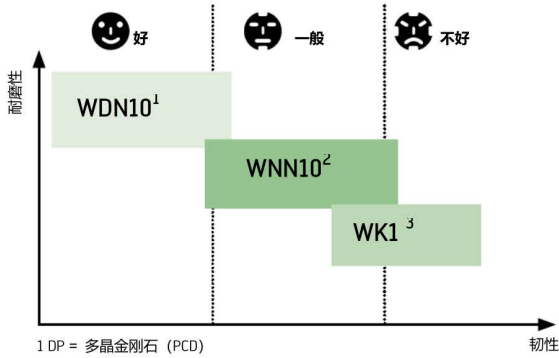 好 一般 不好
耐磨性
WDN10¹
WNN10²
WK1 ³
韧性
1 DP = 多晶金刚石 (PCD)